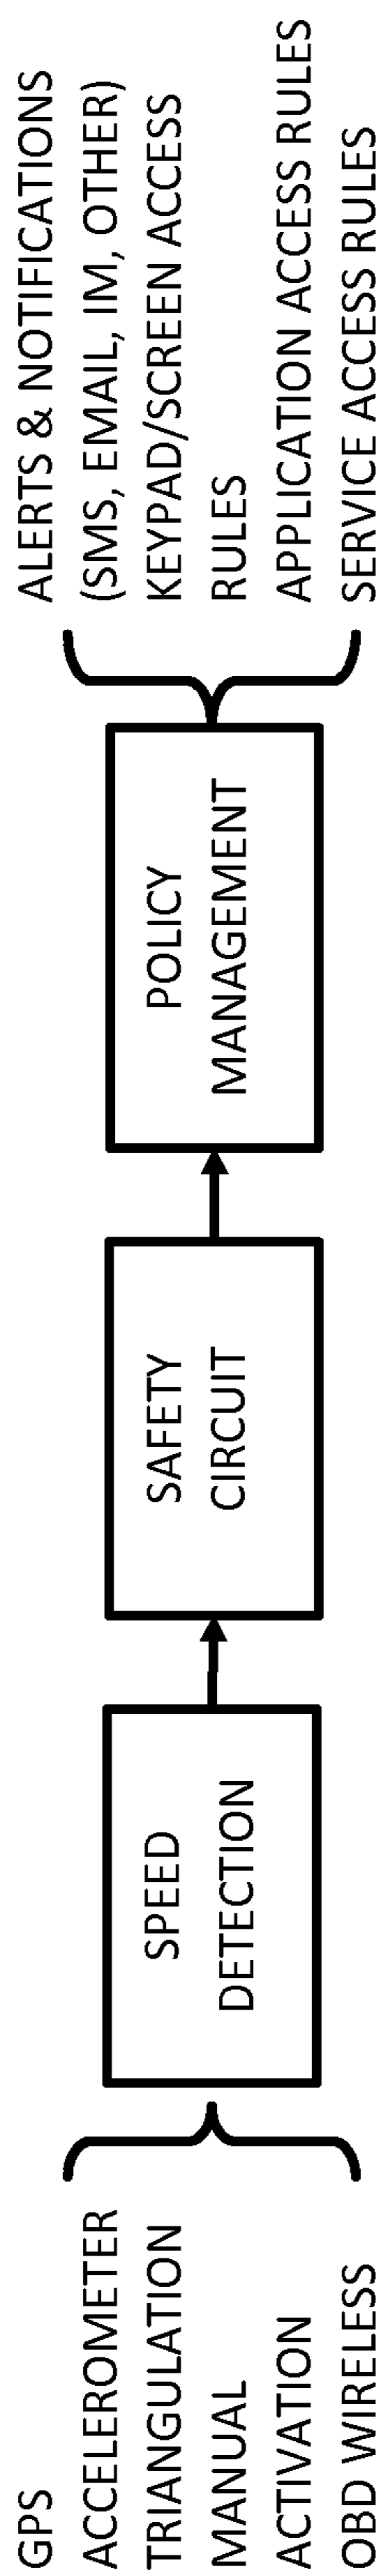 GPS
ACCELEROMETER
TRIANGULATION
MANUAL
ACTIVATION
OBD WIRELESS
SPEED
DETECTION
SAFETY
CIRCUIT
POLICY
MANAGEMENT
ALERTS & NOTIFICATIONS
(SMS, EMAIL, IM, OTHER)
KEYPAD/SCREEN ACCESS
RULES
APPLICATION ACCESS RULES
SERVICE ACCESS RULES